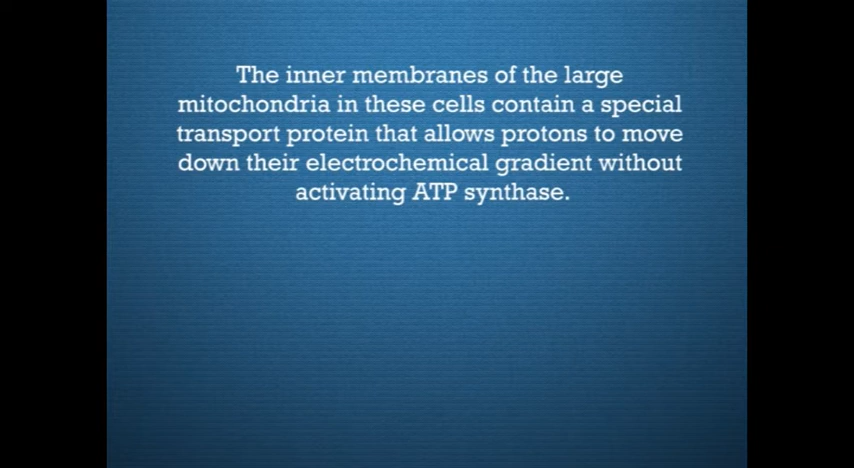 The inner membranes of the large
mitochondria in these cells contain a special
transport protein that allows protons to move
down their electrochemical gradient without
activating ATP synthase.